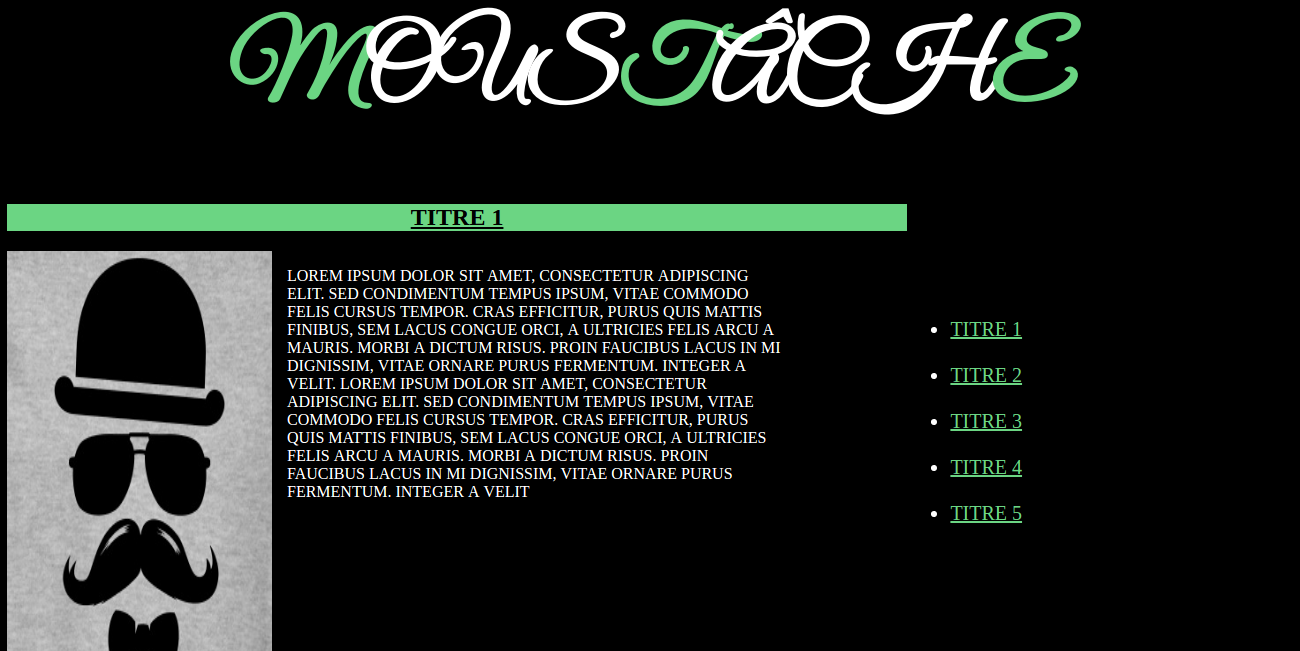 MOUSTÂCHE
TITRE 1
LOREM IPSUM DOLOR SIT AMET, CONSECTETUR ADIPISCING
ELIT. SED CONDIMENTUM TEMPUS IPSUM, VITAE COMMODO
FELIS CURSUS TEMPOR. CRAS EFFICITUR, PURUS QUIS MATTIS
FINIBUS, SEM LACUS CONGUE ORCI, A ULTRICIES FELIS ARCU A
MAURIS. MORBI A DICTUM RISUS. PROIN FAUCIBUS LACUS IN MI
DIGNISSIM, VITAE ORNARE PURUS FERMENTUM. INTEGER A
VELIT. LOREM IPSUM DOLOR SIT AMET, CONSECTETUR
ADIPISCING ELIT. SED CONDIMENTUM TEMPUS IPSUM, VITAE
COMMODO FELIS CURSUS TEMPOR. CRAS EFFICITUR, PURUS
QUIS MATTIS FINIBUS, SEM LACUS CONGUE ORCI, A ULTRICIES
FELIS ARCU A MAURIS. MORBI A DICTUM RISUS. PROIN
FAUCIBUS LACUS IN MI DIGNISSIM, VITAE ORNARE PURUS
FERMENTUM. INTEGER A VELIT
TITRE 1
TITRE 2
TITRE 3
TITRE 4
TITRE 5